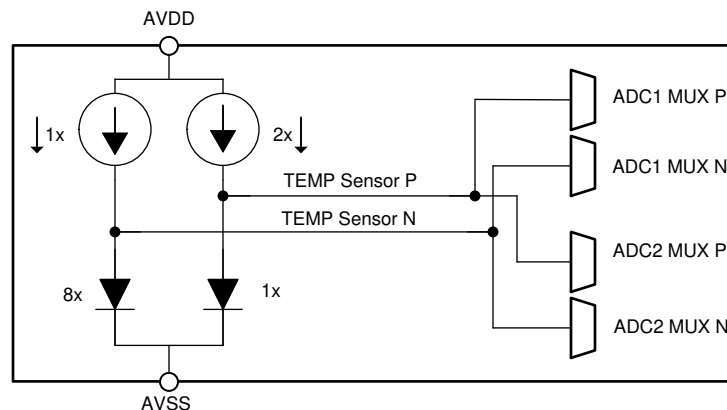 AVDD
1x
2x
ADC1 MUX P
ADC1 MUX N
TEMP Sensor P
TEMP Sensor N
ADC2 MUX P
8x
1x
ADC2 MUX N
AVSS